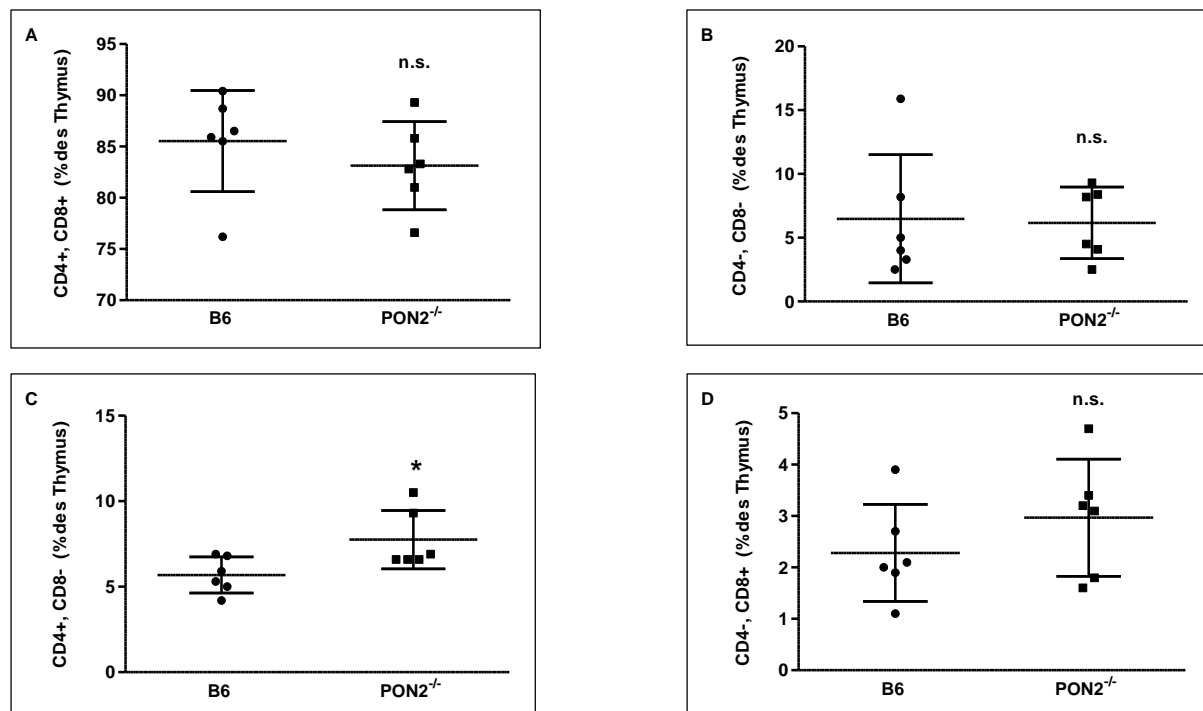 A
CD4+, CD8+ (%des Thymus)
95
90
85
80
75
70
n.s.
B6
PON2-/-
B
CD4-, CD8- (%des Thymus)
20
15
10
5
0
n.s.
B6
PON2-/-
C
CD4+, CD8- (%des Thymus)
15
10
5
0
*
B6
PON2-/-
D
CD4-, CD8+ (%des Thymus)
5
4
3
2
1
0
n.s.
B6
PON2-/-